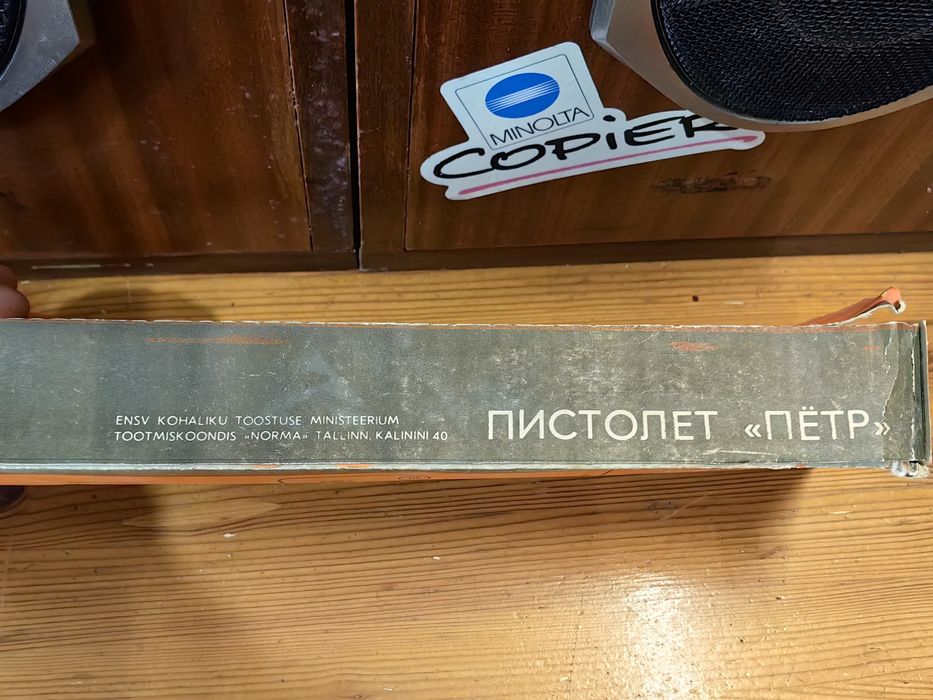 MINOLTA
COPiER
ENSV KOHALIKU TÖÖSTUSE MINISTEERIUM
TOOTMISKOONDIS «NORMA» TALLINN, KALININI 40
ПИСТОЛЕТ «ПЁТР»